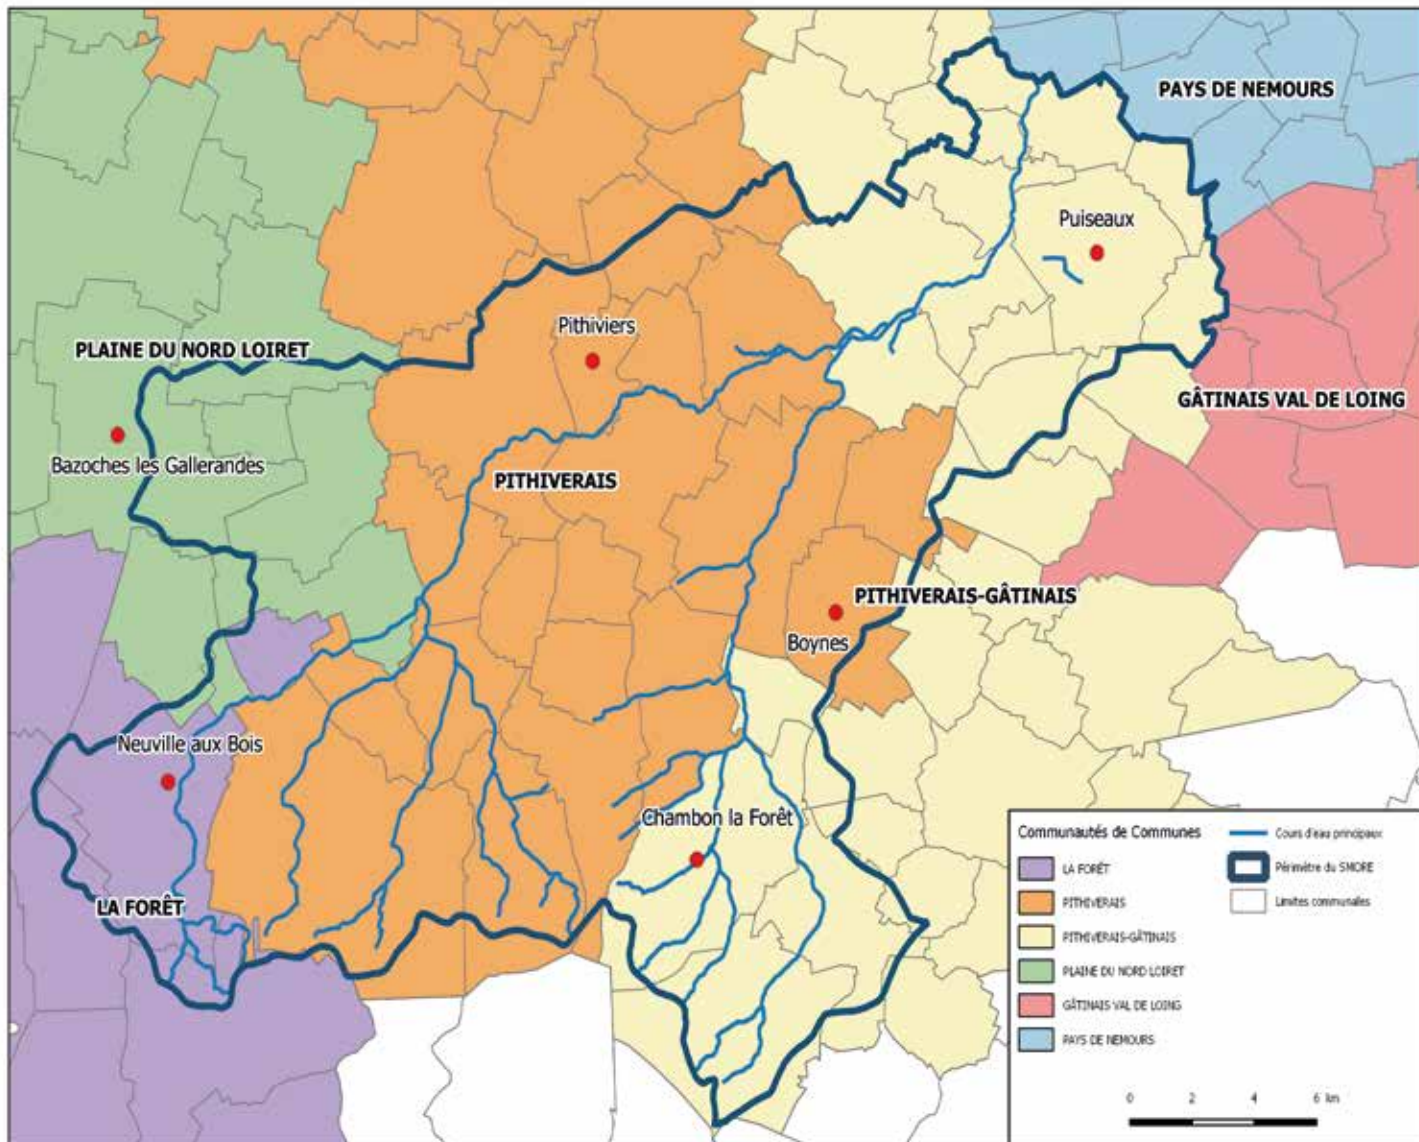 PAYS DE NEMOURS
Puiseaux
Pithiviers
PLAINE DU NORD LOIRET
GÂTINAIS VAL DE LOING
Bazoches les Gallerandes
PITHIVERAIS
PITHIVERAIS-GÂTINAIS
Boynes
Neuville aux Bois
Chambon la Forêt
LA FORÊT
Communautés de Communes
LA FORÊT
PITHIVERAIS
PITHIVERAIS-GÂTINAIS
PLAINE DU NORD LOIRET
GÂTINAIS VAL DE LOING
PAYS DE NEMOURS
Cours d'eau principaux
Périmètre du SMORE
Limites communales
0 2 4 6 km